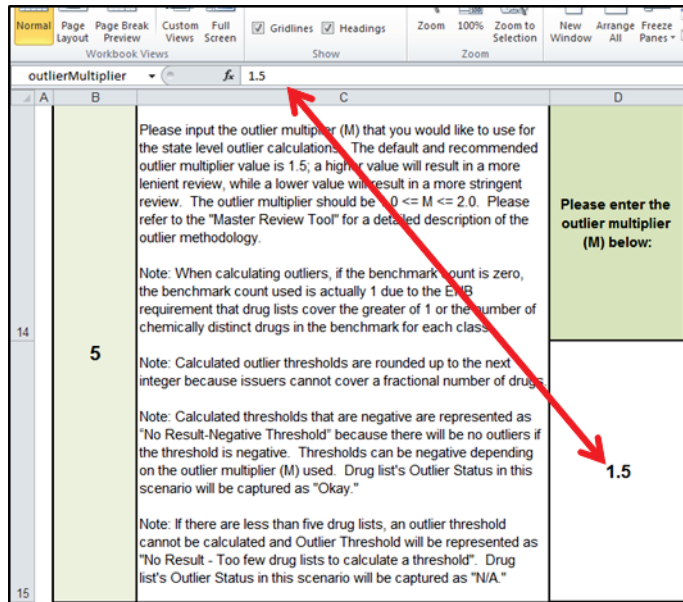 Normal Page Page Break Custom Full Gridlines Headings Zoom 100% Zoom to New Arrange Freeze
Layout Preview Views Screen Selection Window All Panes
Workbook Views Show Zoom
outlierMultiplier fx 1.5
A B C D
Please input the outlier multiplier (M) that you would like to use for
the state level outlier calculations. The default and recommended
outlier multiplier value is 1.5; a higher value will result in a more
lenient review, while a lower value will result in a more stringent
review. The outlier multiplier should be 1.0 <= M <= 2.0. Please
refer to the "Master Review Tool" for a detailed description of the
outlier methodology.
Please enter the
outlier multiplier
(M) below:
Note: When calculating outliers, if the benchmark count is zero,
the benchmark count used is actually 1 due to the EHB
requirement that drug lists cover the greater of 1 or the number of
chemically distinct drugs in the benchmark for each class
14
5
Note: Calculated outlier thresholds are rounded up to the next
integer because issuers cannot cover a fractional number of drugs
Note: Calculated thresholds that are negative are represented as
"No Result-Negative Threshold" because there will be no outliers if
the threshold is negative. Thresholds can be negative depending
on the outlier multiplier (M) used. Drug list's Outlier Status in this
scenario will be captured as "Okay."
1.5
Note: If there are less than five drug lists, an outlier threshold
cannot be calculated and Outlier Threshold will be represented as
"No Result - Too few drug lists to calculate a threshold". Drug
list's Outlier Status in this scenario will be captured as "N/A."
15